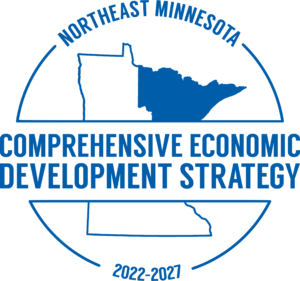 NORTHEAST MINNESOTA
COMPREHENSIVE ECONOMIC
DEVELOPMENT STRATEGY
2022-2027